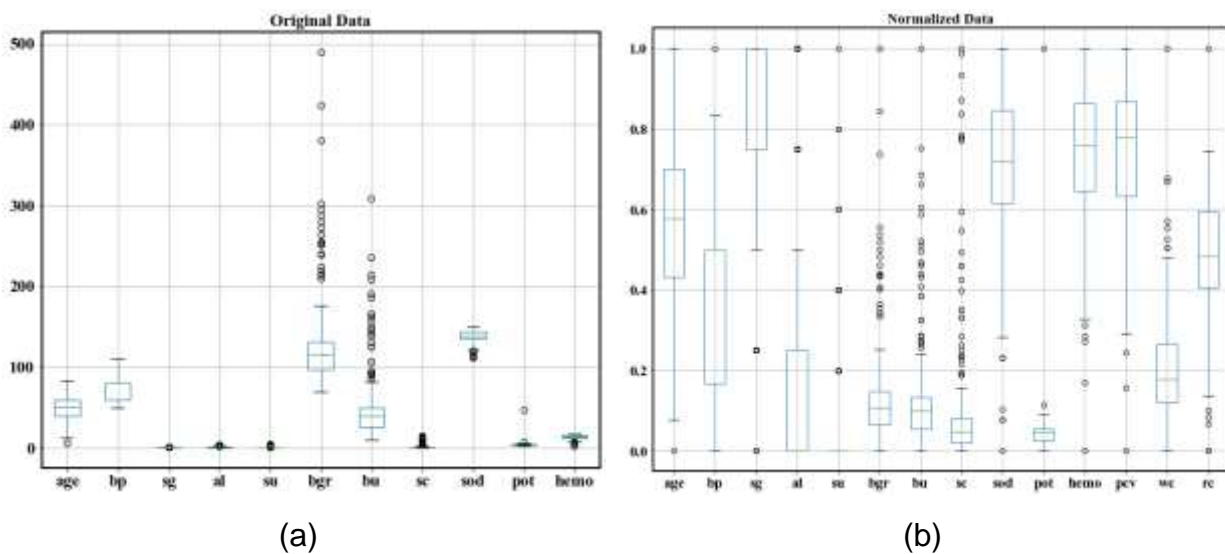 Original Data
500
400
300
200
100
0
age bp sg al su bgr bu sc sod pot hemo
(a)
Normalized Data
1.0
0.8
0.6
0.4
0.2
0.0
age bp sg al su bgr bu sc sod pot hemo pcv wc rc
(b)